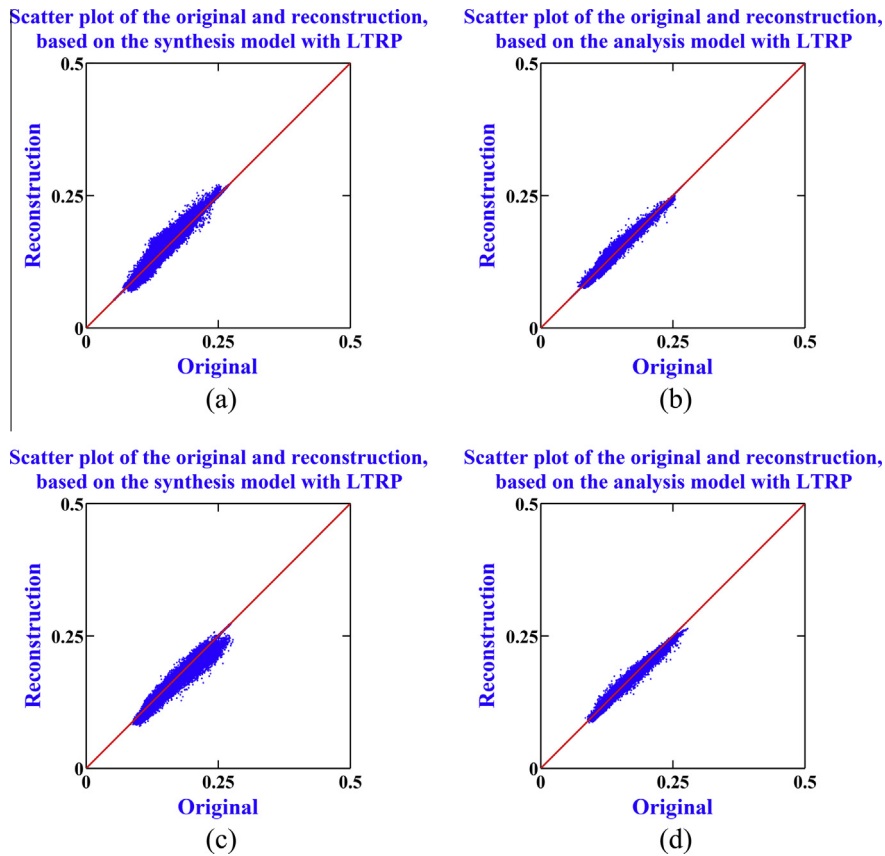 Scatter plot of the original and reconstruction,
based on the synthesis model with LTRP
0.5
Reconstruction
0.25
0
0
0.25
0.5
Original
(a)
Scatter plot of the original and reconstruction,
based on the analysis model with LTRP
0.5
Reconstruction
0.25
0
0
0.25
0.5
Original
(b)
Scatter plot of the original and reconstruction,
based on the synthesis model with LTRP
0.5
Reconstruction
0.25
0
0
0.25
0.5
Original
(c)
Scatter plot of the original and reconstruction,
based on the analysis model with LTRP
0.5
Reconstruction
0.25
0
0
0.25
0.5
Original
(d)